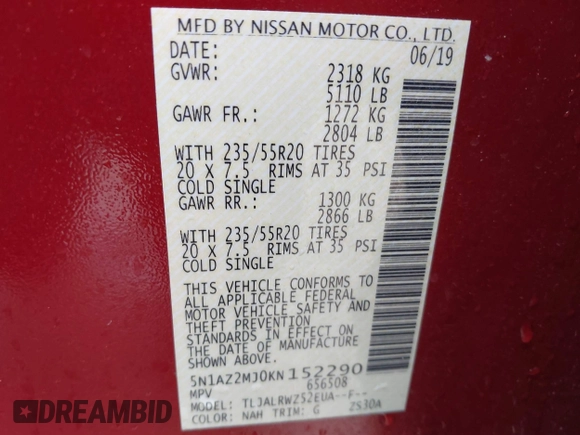 MFD BY NISSAN MOTOR CO., LTD.
DATE: 06/19
GVWR: 2318 KG
5110 LB
GAWR FR.: 1272 KG
2804 LB
WITH 235/55R20 TIRES
20 X 7.5 RIMS AT 35 PSI
COLD SINGLE
GAWR RR.: 1300 KG
2866 LB
WITH 235/55R20 TIRES
20 X 7.5 RIMS AT 35 PSI
COLD SINGLE
THIS VEHICLE CONFORMS TO
ALL APPLICABLE FEDERAL
MOTOR VEHICLE SAFETY AND
THEFT PREVENTION
STANDARDS IN EFFECT ON
THE DATE OF MANUFACTURE
SHOWN ABOVE.
5N1AZ2MJ0KN152290
MPV 656508
MODEL: TLJALRWZ52EUA--F--
COLOR: NAH TRIM: G ZS30A
DREAMBID